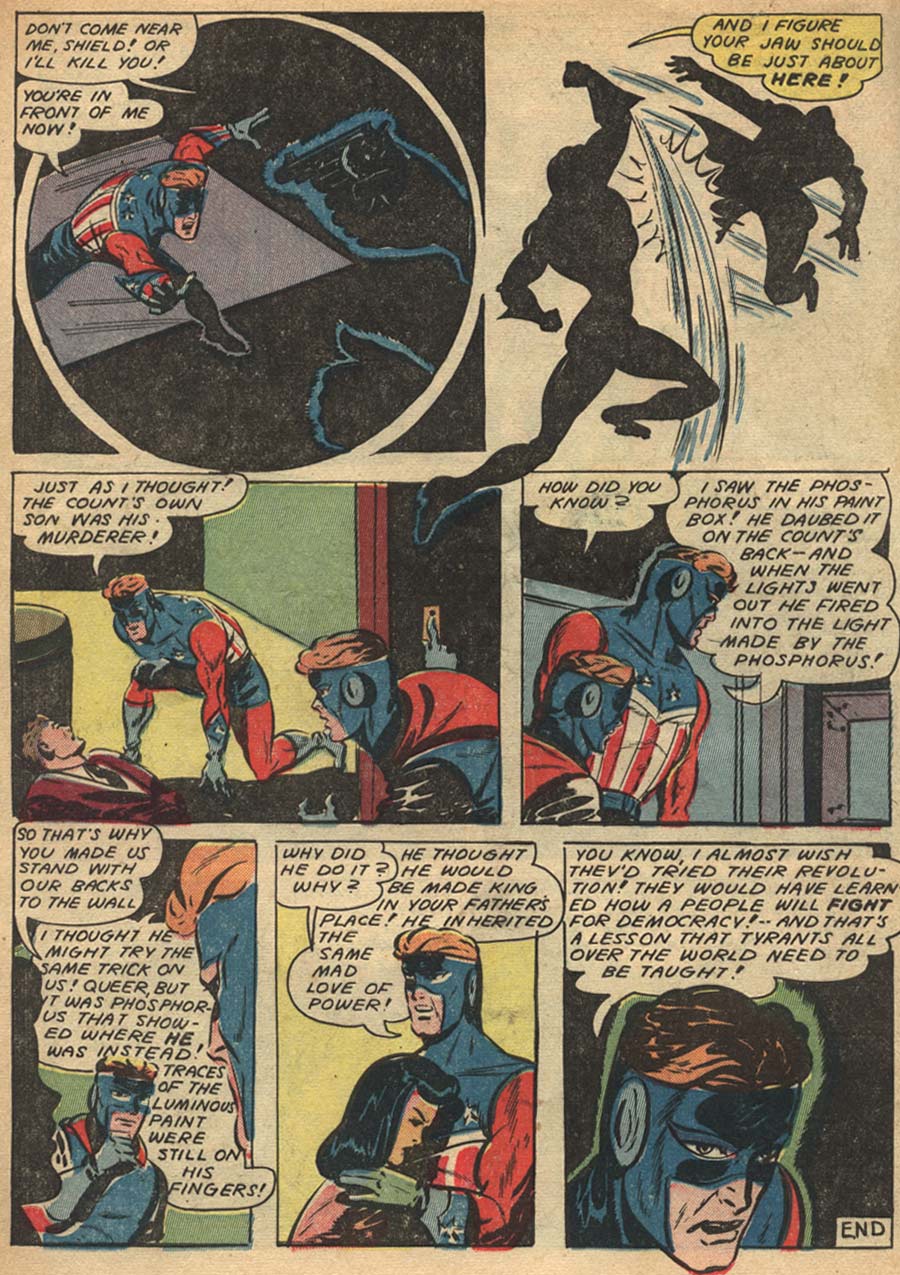 DON'T COME NEAR
ME, SHIELD! OR
I'LL KILL YOU!
YOU'RE IN
FRONT OF ME
NOW!
AND I FIGURE
YOUR JAW SHOULD
BE JUST ABOUT
HERE!
JUST AS I THOUGHT!
THE COUNT'S OWN
SON WAS HIS
MURDERER!
HOW DID YOU
KNOW?
I SAW THE PHOS-
PHORUS IN HIS PAINT
BOX! HE DAUBED IT
ON THE COUNT'S
BACK—AND
WHEN THE
LIGHTS WENT
OUT HE FIRED
INTO THE LIGHT
MADE BY THE
PHOSPHORUS!
SO THAT'S WHY
YOU MADE US
STAND WITH
OUR BACKS
TO THE WALL
I THOUGHT HE
MIGHT TRY THE
SAME TRICK ON
US! QUEER, BUT
IT WAS PHOSPHOR-
US THAT SHOW-
ED WHERE HE
WAS INSTEAD!
TRACES
OF THE
LUMINOUS
PAINT
WERE
STILL ON
HIS
FINGERS!
WHY DID
HE DO IT?
WHY?
HE THOUGHT
HE WOULD
BE MADE KING
IN YOUR FATHER'S
PLACE! HE INHERITED
THE
SAME
MAD
LOVE OF
POWER!
YOU KNOW, I ALMOST WISH
THEY'D TRIED THEIR REVOLU-
TION! THEY WOULD HAVE LEARN
ED HOW A PEOPLE WILL FIGHT
FOR DEMOCRACY!-- AND THAT'S
A LESSON THAT TYRANTS ALL
OVER THE WORLD NEED TO
BE TAUGHT!
END